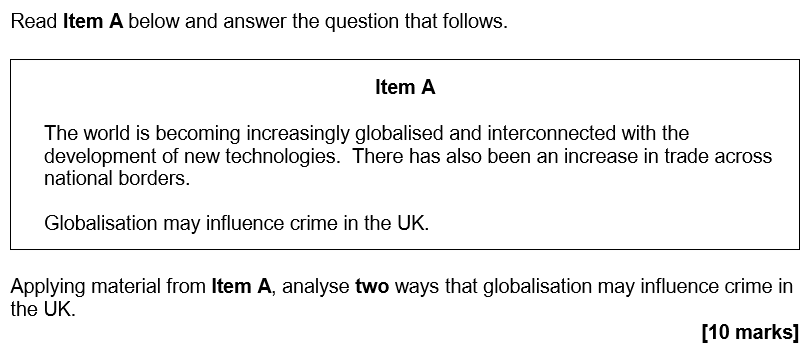 Read Item A below and answer the question that follows.
Item A
The world is becoming increasingly globalised and interconnected with the
development of new technologies.  There has also been an increase in trade across
national borders.
Globalisation may influence crime in the UK.
Applying material from Item A, analyse two ways that globalisation may influence crime in
the UK.
[10 marks]